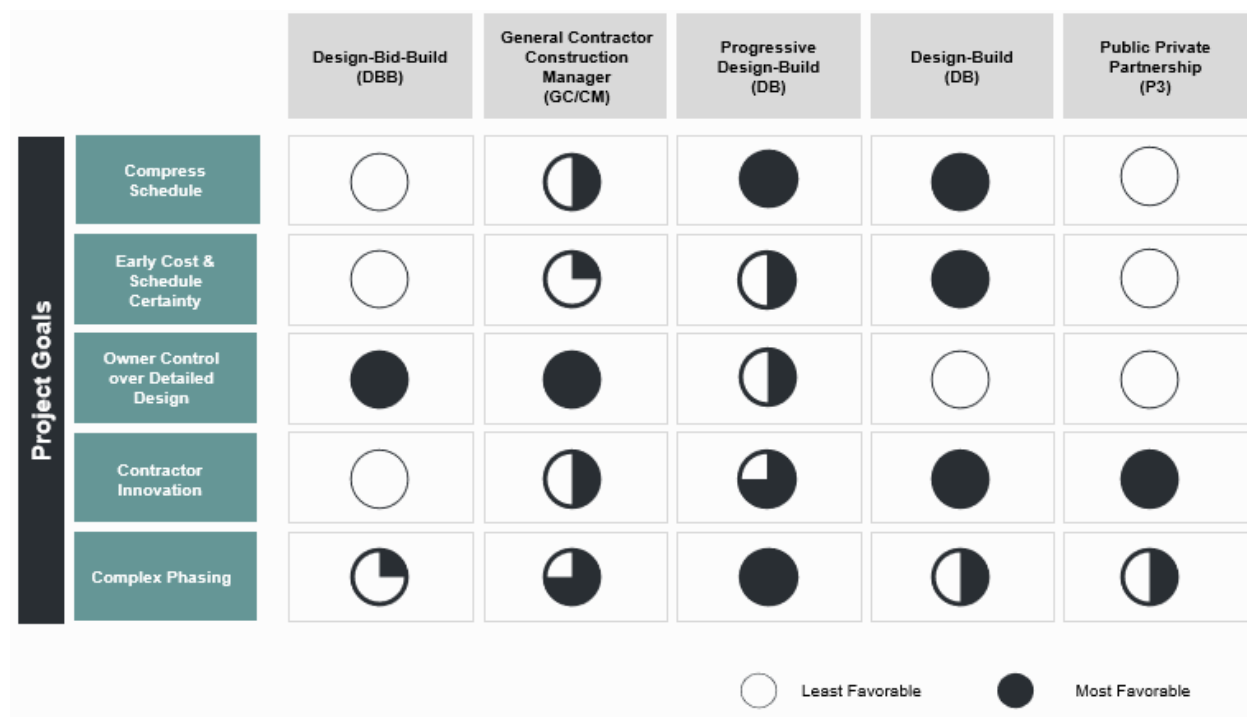 Design-Bid-Build
(DBB)
General Contractor
Construction
Manager
(GC/CM)
Progressive
Design-Build
(DB)
Design-Build
(DB)
Public Private
Partnership
(P3)
Project Goals
Compress
Schedule
Early Cost &
Schedule
Certainty
Owner Control
over Detailed
Design
Contractor
Innovation
Complex Phasing
Least Favorable
Most Favorable